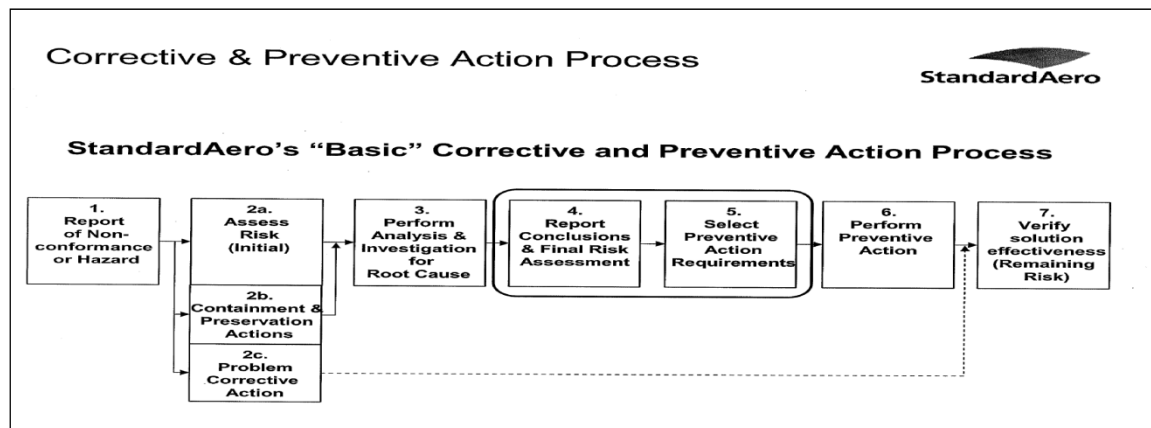 Corrective & Preventive Action Process
StandardAero
StandardAero's “Basic” Corrective and Preventive Action Process
1.
Report
of Non-
conformance
or Hazard
2a.
Assess
Risk
(Initial)
2b.
Containment &
Preservation
Actions
2c.
Problem
Corrective
Action
3.
Perform
Analysis &
Investigation
for
Root Cause
4.
Report
Conclusions
& Final Risk
Assessment
5.
Select
Preventive
Action
Requirements
6.
Perform
Preventive
Action
7.
Verify
solution
effectiveness
(Remaining
Risk)